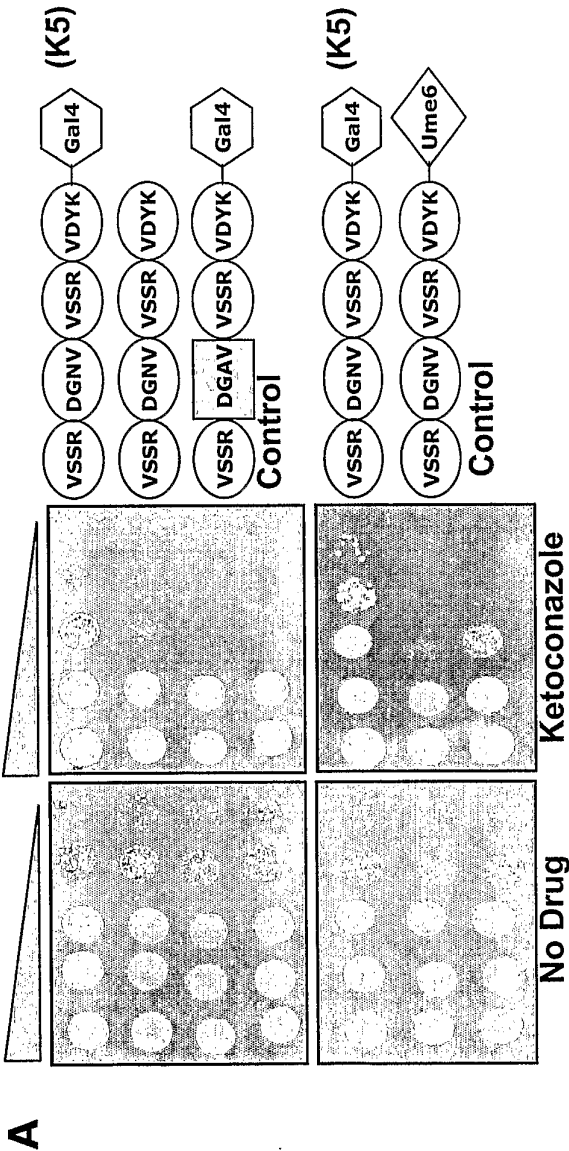 A
VSSR DGNV VSSR VDYK Gal4 (K5)
VSSR DGNV VSSR VDYK
VSSR DGAV VSSR VDYK Gal4
Control
VSSR DGNV VSSR VDYK Gal4 (K5)
VSSR DGNV VSSR VDYK Ume6
Control
No Drug Ketoconazole